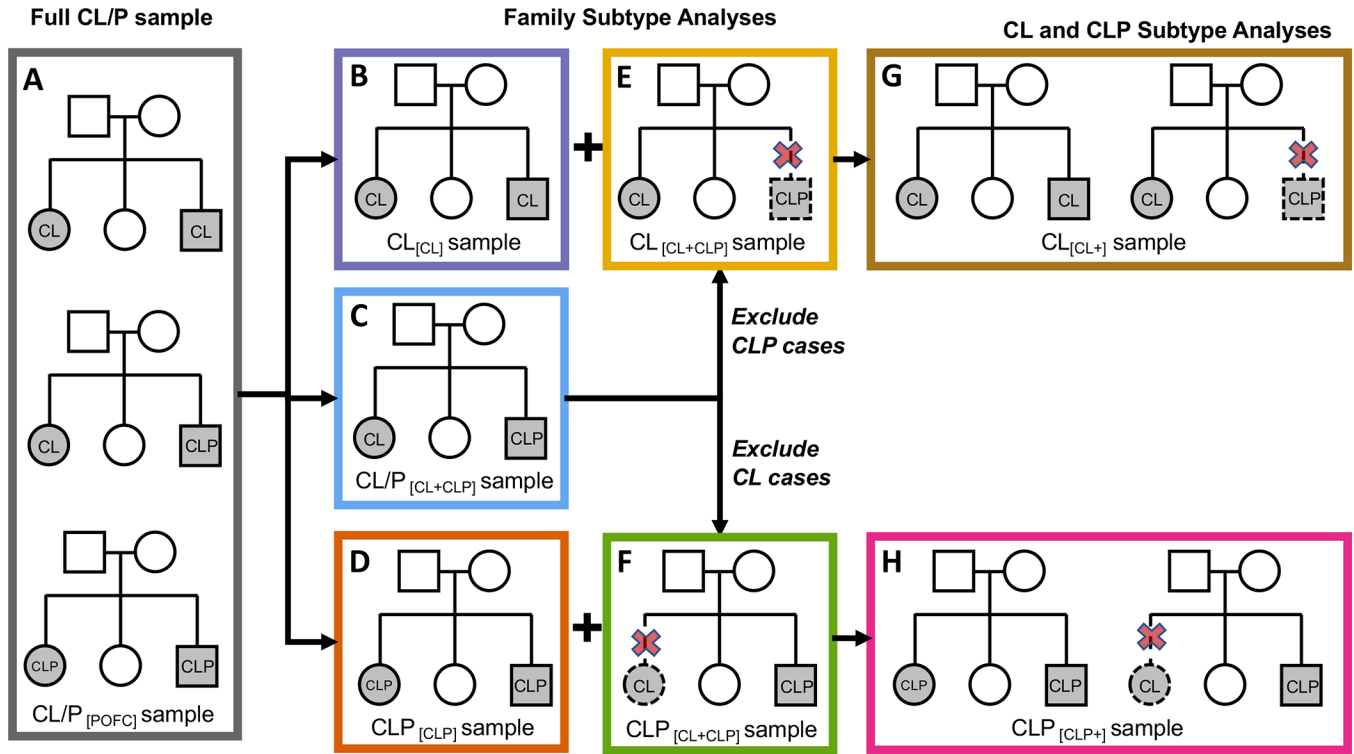 Full CL/P sample
Family Subtype Analyses
CL and CLP Subtype Analyses
A
CL
CL
CL
CLP
CLP
CLP
CL/P [POFC] sample
B
CL
CL
CL[CL] sample
+
E
CL
CLP
CL [CL+CLP] sample
G
CL
CL
CL
CLP
CL[CL+] sample
C
CL
CLP
CL/P [CL+CLP] sample
Exclude
CLP cases
Exclude
CL cases
D
CLP
CLP
CLP [CLP] sample
+
F
CL
CLP
CLP [CL+CLP] sample
H
CLP
CLP
CL
CLP
CLP [CLP+] sample